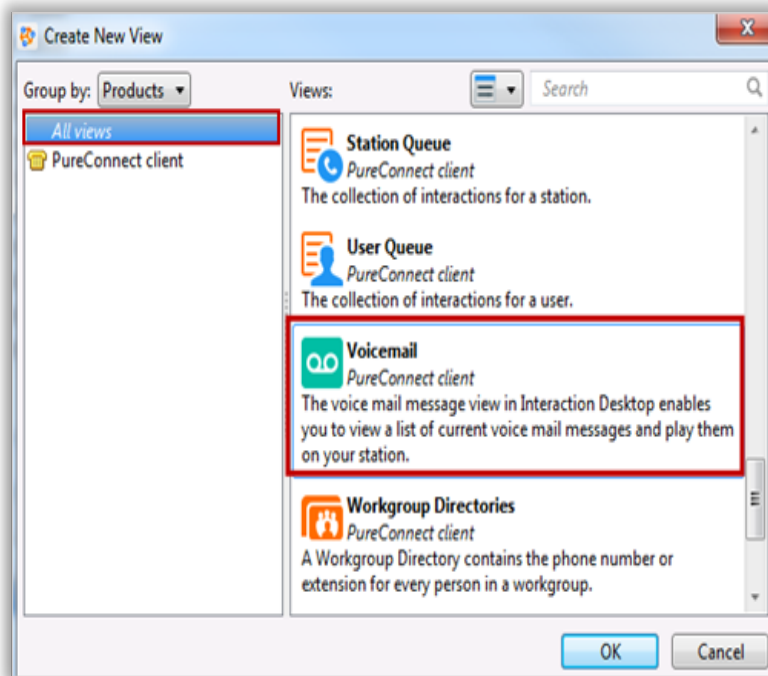 Create New View
Group by: Products
Views:
Search
All views
PureConnect client
Station Queue
PureConnect client
The collection of interactions for a station.
User Queue
PureConnect client
The collection of interactions for a user.
Voicemail
PureConnect client
The voice mail message view in Interaction Desktop enables
you to view a list of current voice mail messages and play them
on your station.
Workgroup Directories
PureConnect client
A Workgroup Directory contains the phone number or
extension for every person in a workgroup.
OK
Cancel